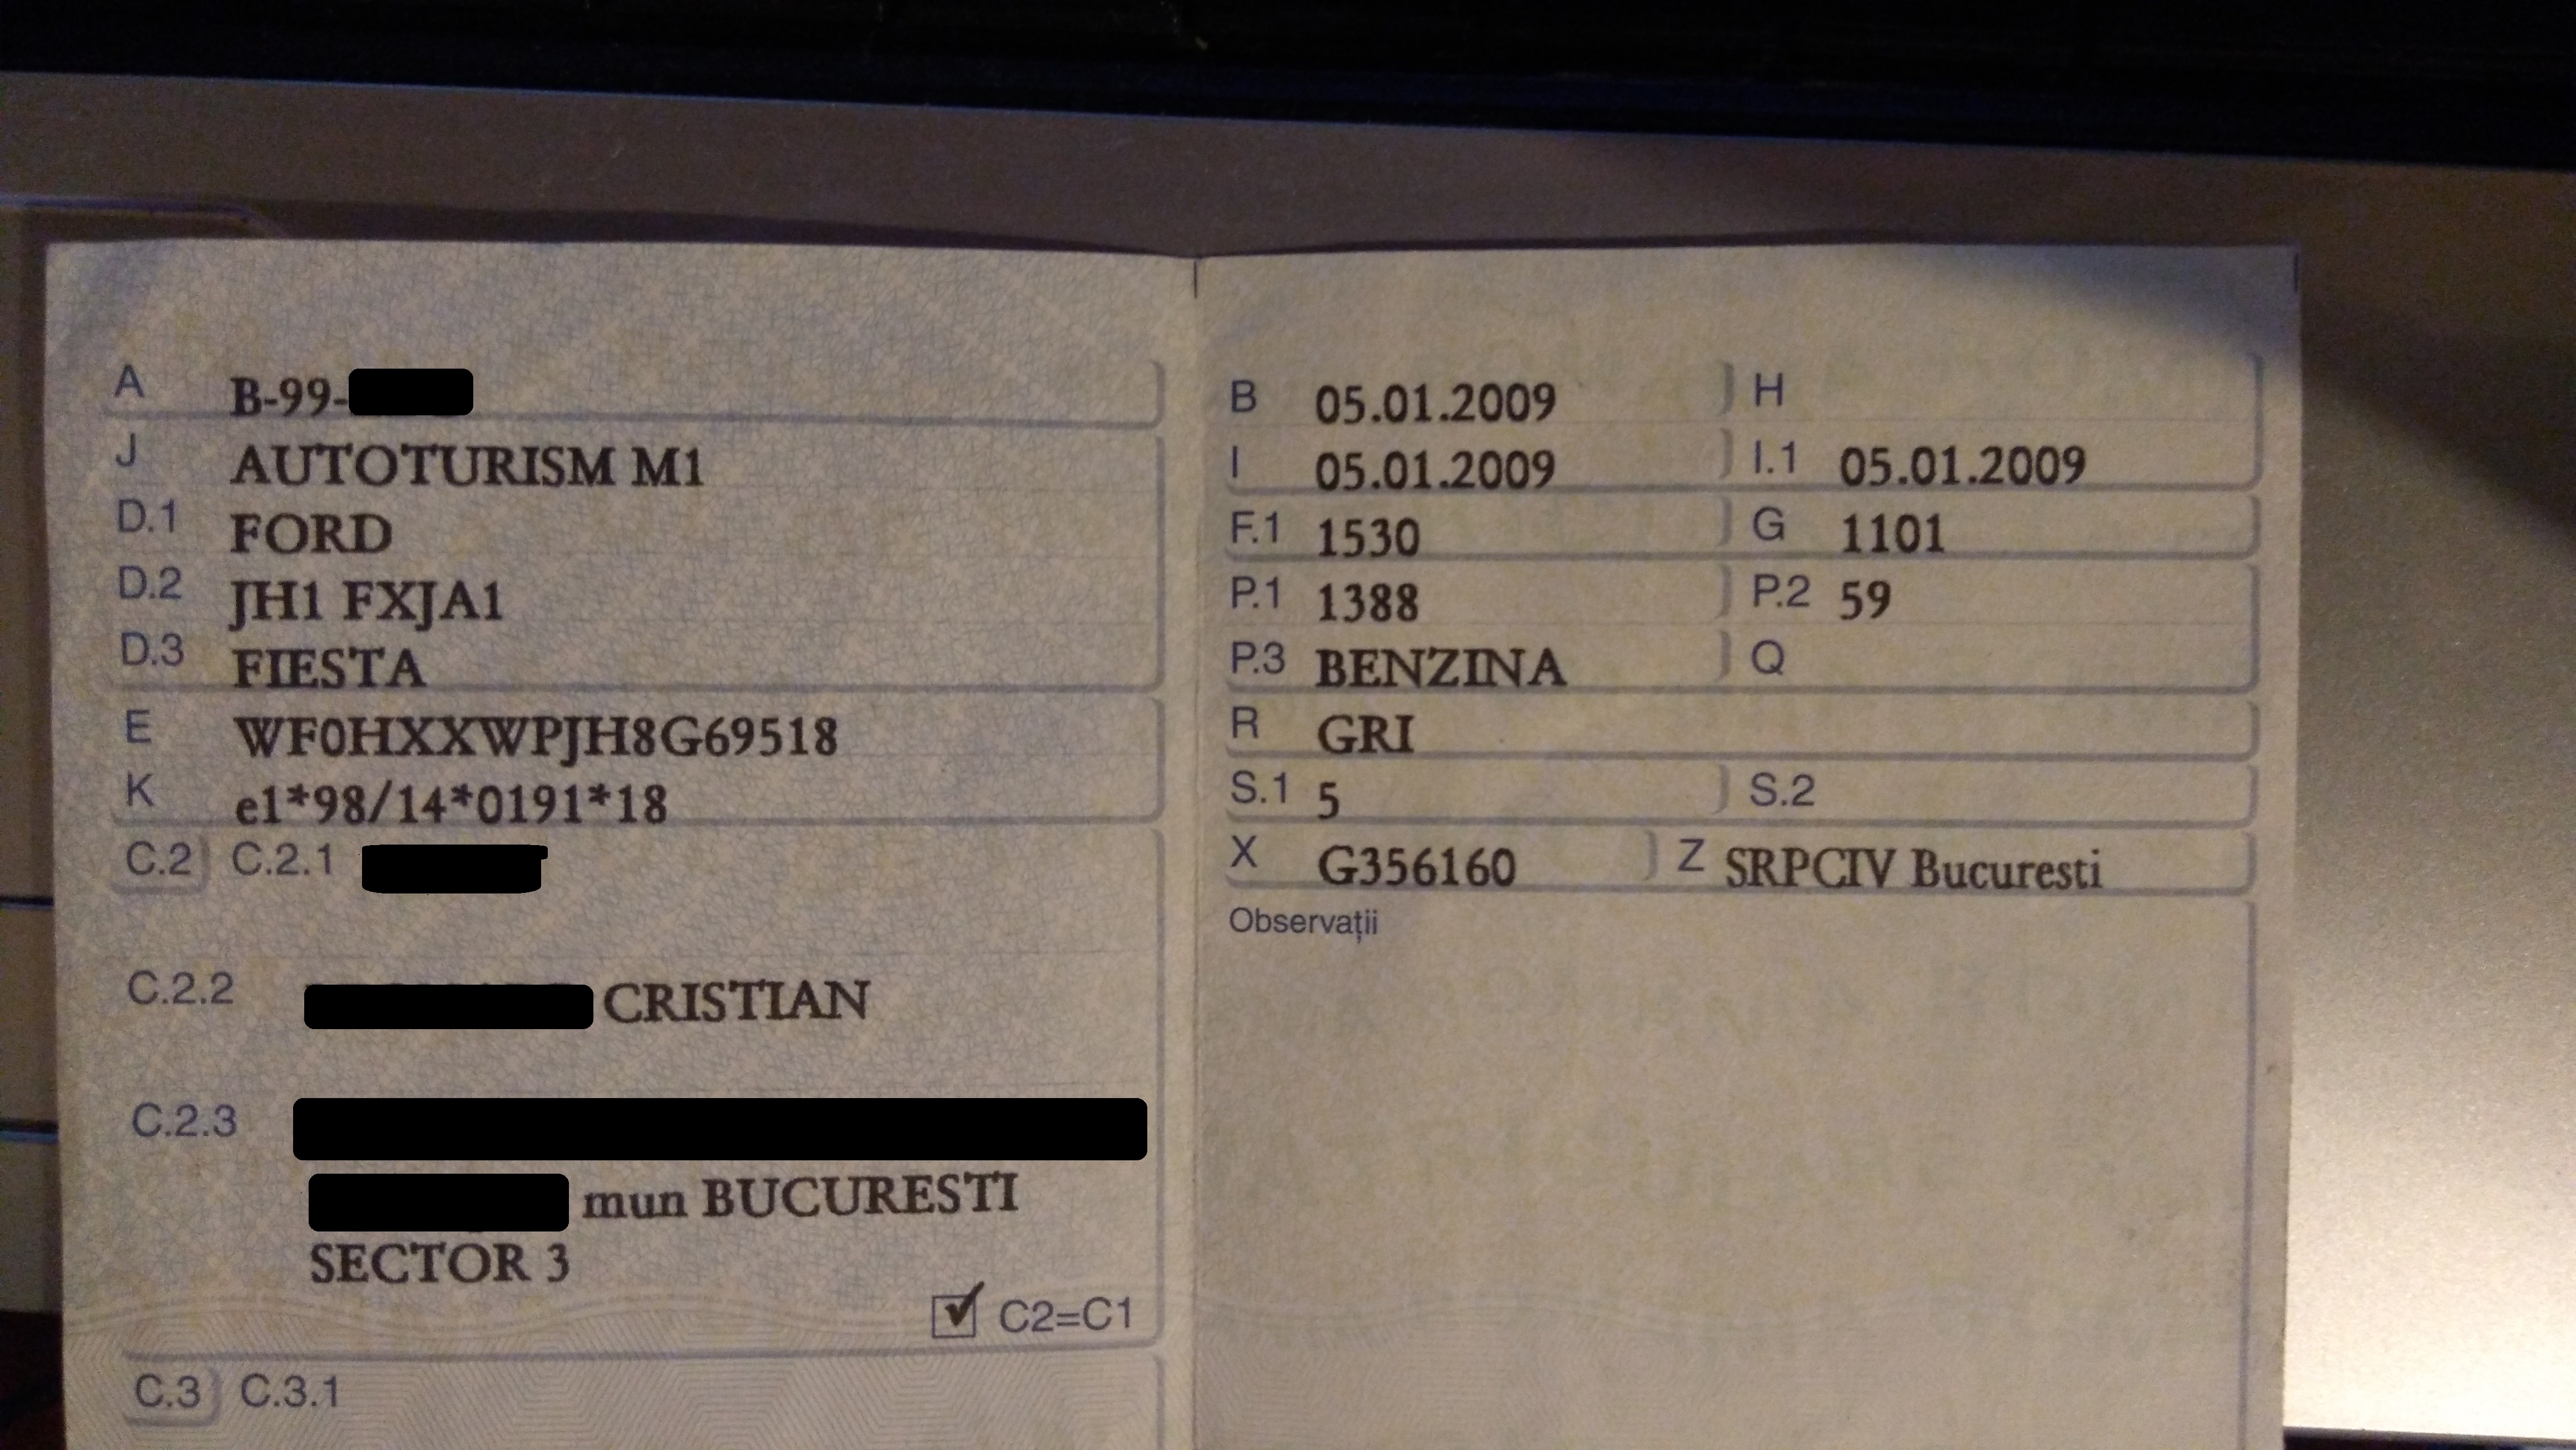 A B-99-
J AUTOTURISM M1
D.1 FORD
D.2 JH1 FXJA1
D.3 FIESTA
E WF0HXXWPJH8G69518
K e1*98/14*0191*18
C.2 C.2.1
C.2.2 CRISTIAN
C.2.3
mun BUCURESTI
SECTOR 3
C2=C1
C.3 C.3.1
B 05.01.2009 H
I 05.01.2009 I.1 05.01.2009
F.1 1530 G 1101
P.1 1388 P.2 59
P.3 BENZINA Q
R GRI
S.1 5 S.2
X G356160 Z SRPCIV Bucuresti
Observații